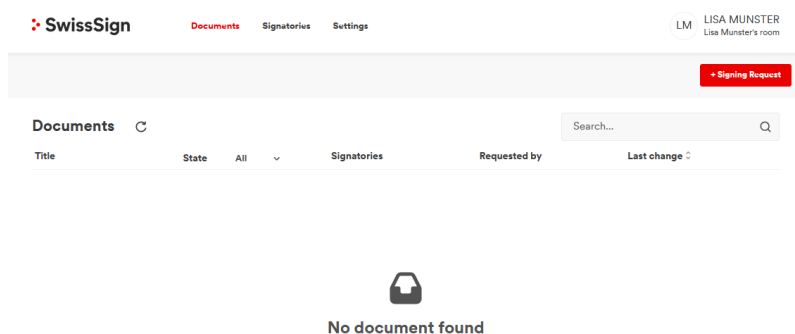 SwissSign Documents Signatories Settings LM LISA MUNSTER
Lisa Munster's room
+ Signing Request
Documents Search...
Title State All Signatories Requested by Last change
No document found